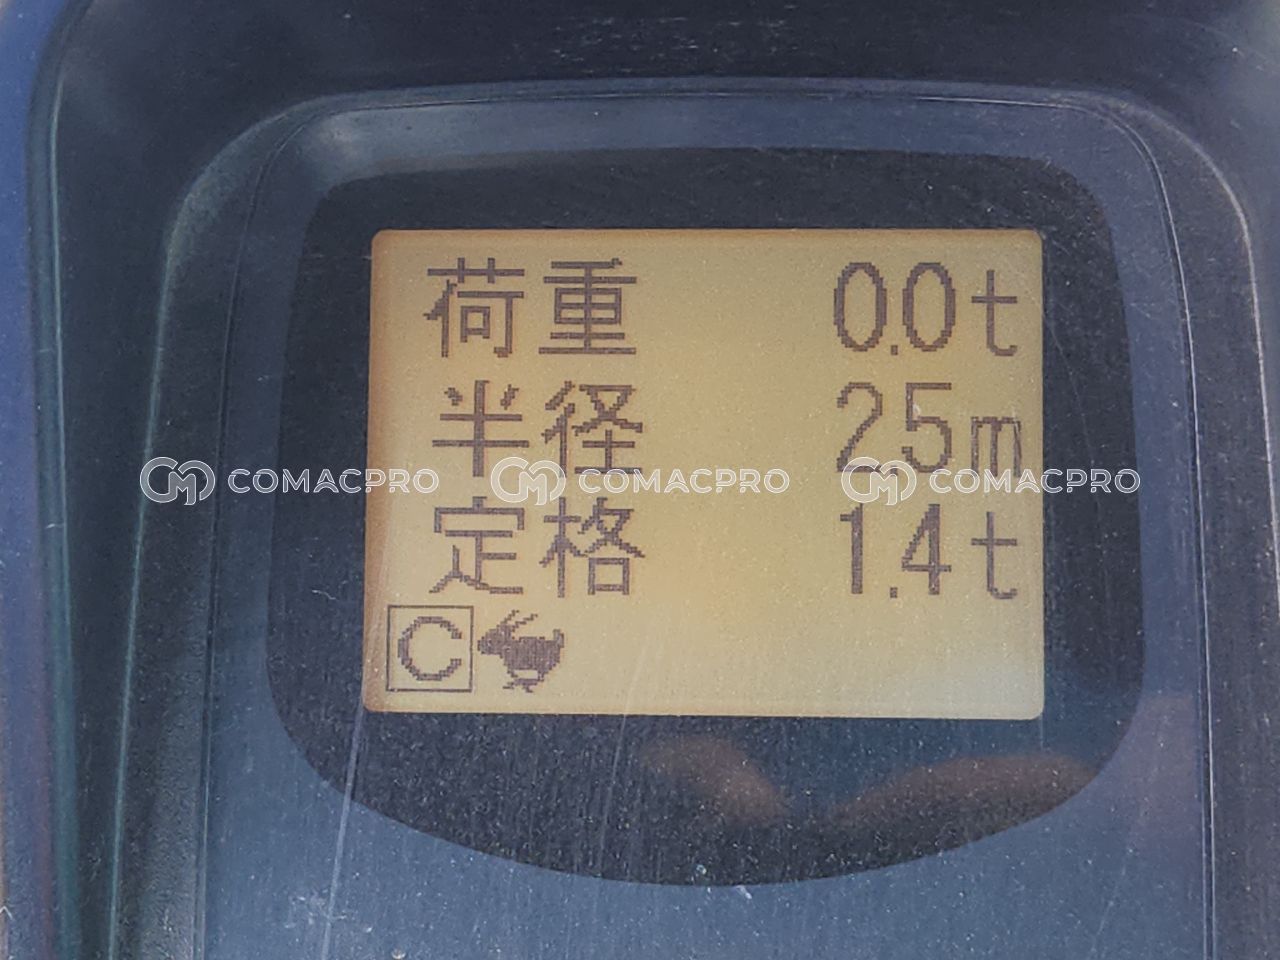 荷重 0.0t
半径 2.5m
COMACPRO COMACPRO COMACPRO
定格 1.4t
C